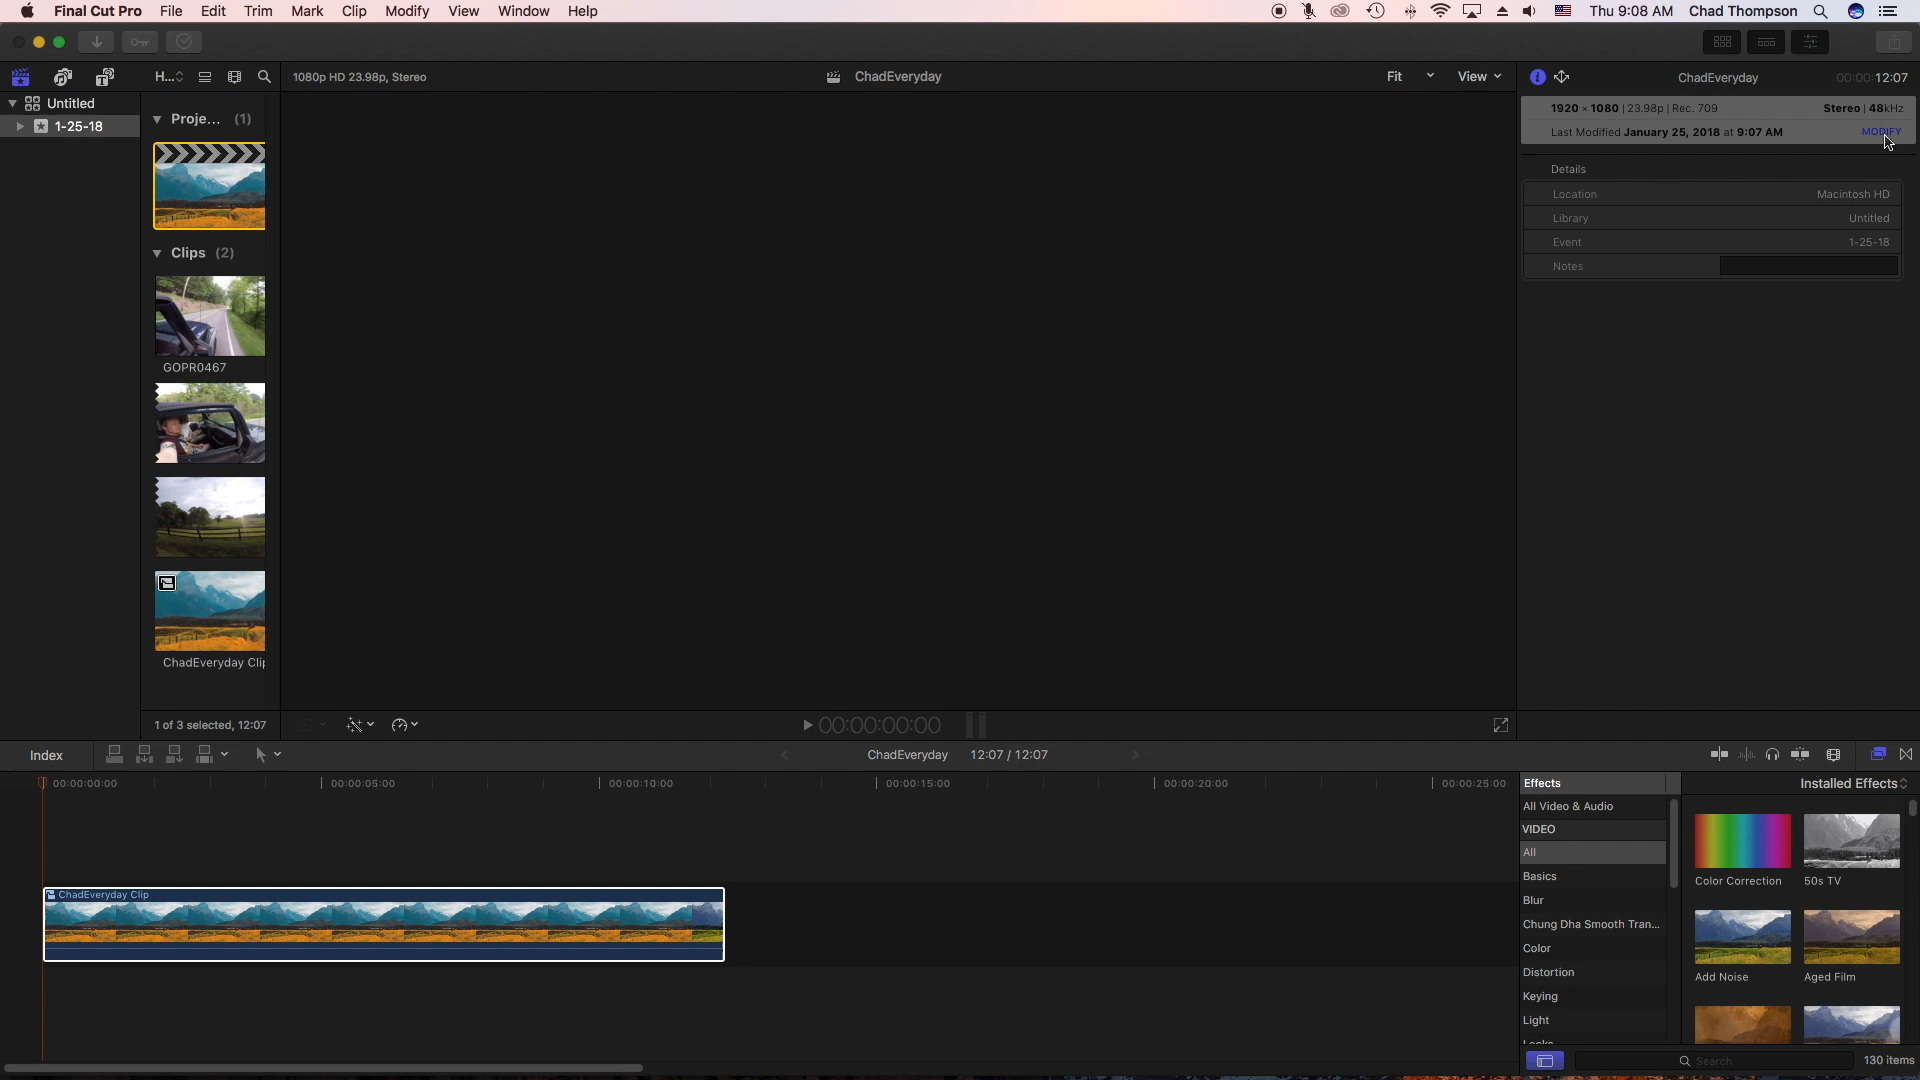 Final Cut Pro File Edit Trim Mark Clip Modify View Window Help Thu 9:08 AM Chad Thompson
H... 1080p HD 23.98p, Stereo ChadEveryday Fit View ChadEveryday 00:00:12:07
Untitled
1-25-18
Proje... (1)
Clips (2)
GOPR0467
ChadEveryday Clip
1 of 3 selected, 12:07
00:00:00:00
1920 × 1080 | 23.98p | Rec. 709 Stereo | 48kHz
Last Modified January 25, 2018 at 9:07 AM MODIFY
Details
Location Macintosh HD
Library Untitled
Event 1-25-18
Notes
Index ChadEveryday 12:07 / 12:07
00:00:00:00 00:00:05:00 00:00:10:00 00:00:15:00 00:00:20:00 00:00:25:00
ChadEveryday Clip
Effects
All Video & Audio
VIDEO
All
Basics
Blur
Chung Dha Smooth Tran...
Color
Distortion
Keying
Light
Looks
Installed Effects
Color Correction 50s TV
Add Noise Aged Film
Search 130 items